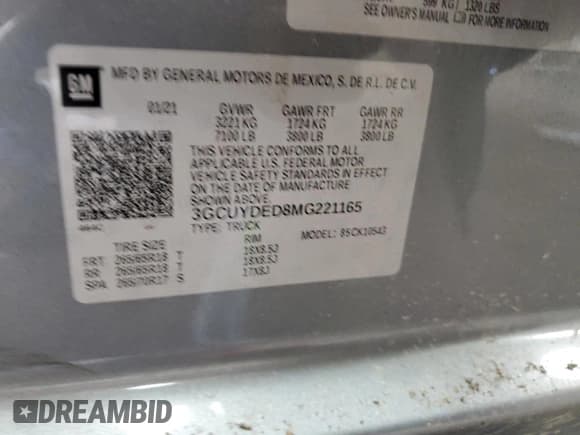 599 KG / 1320 LBS
SEE OWNER'S MANUAL FOR MORE INFORMATION
GM
MFD BY GENERAL MOTORS DE MEXICO, S. DE R.L. DE C.V.
01/21 GVWR GAWR FRT GAWR RR
3221 KG 1724 KG 1724 KG
7100 LB 3800 LB 3800 LB
THIS VEHICLE CONFORMS TO ALL
APPLICABLE U.S. FEDERAL MOTOR
VEHICLE SAFETY STANDARDS IN EFFECT
ON THE DATE OF MANUFACTURE
SHOWN ABOVE.
3GCUYDED8MG221165
TYPE: TRUCK MODEL: 85CK10543
TIRE SIZE RIM
FRT 265/65R18 T 18X8.5J
RR 265/65R18 T 18X8.5J
SPA 265/70R17 S 17X8J
DREAMBID